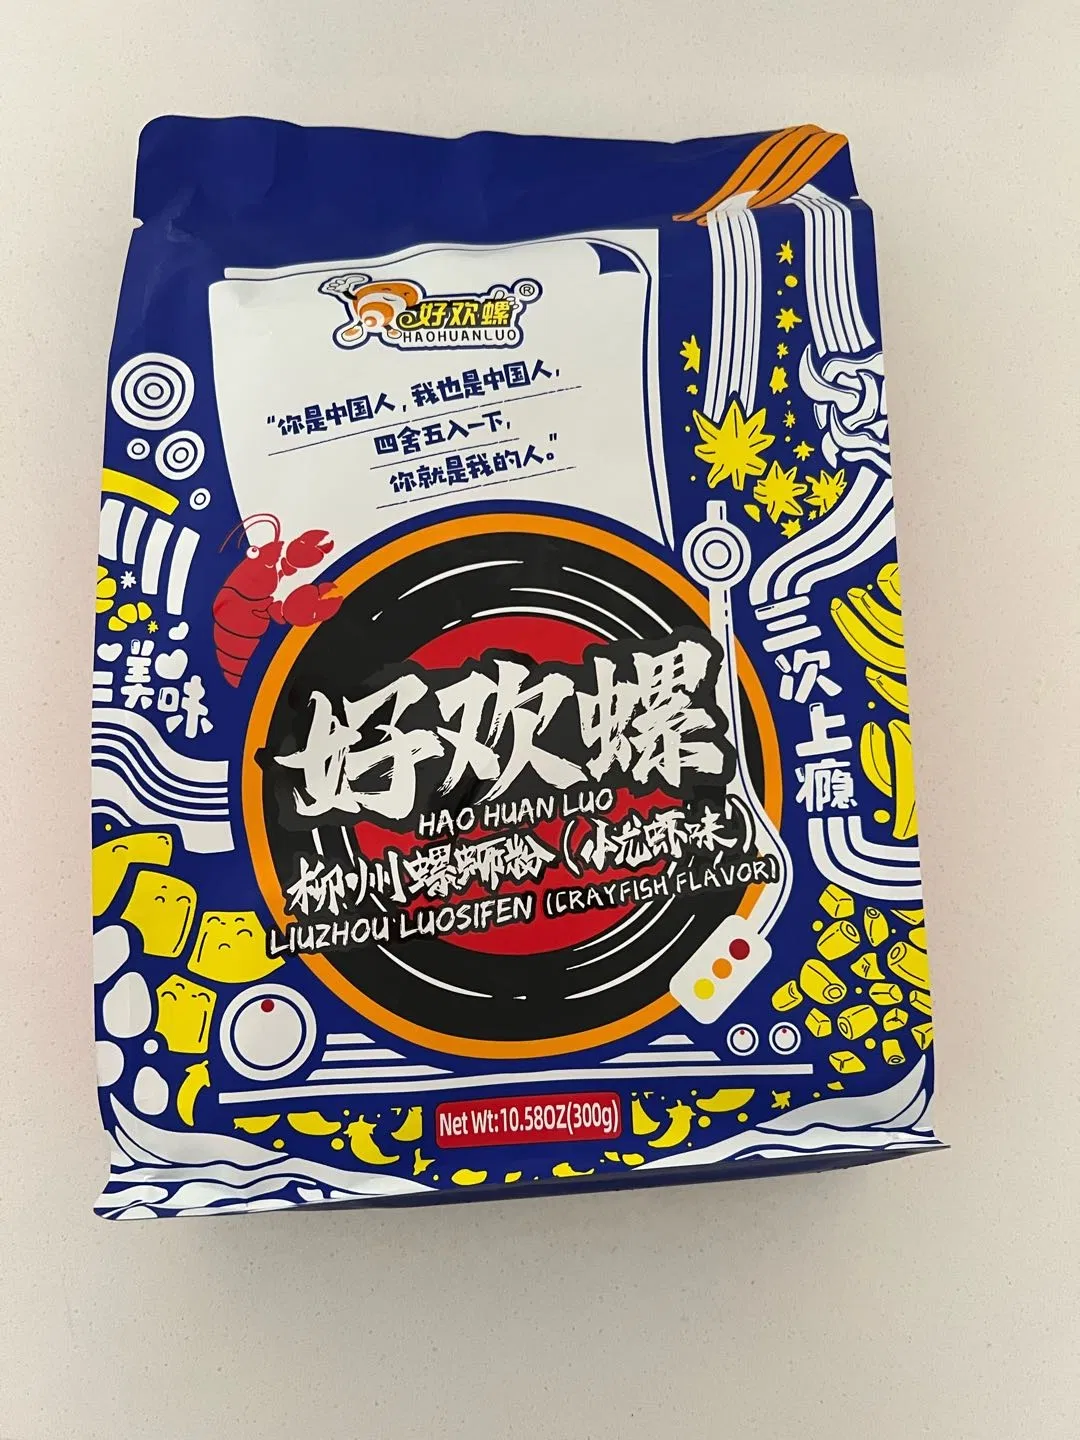 好欢螺®
HAOHUANLUO
“你是中国人，我也是中国人，
四舍五入一下，
你就是我的人。”
美味
三次上瘾
好欢螺
HAO HUAN LUO
柳州螺蛳粉（小龙虾味）
LIUZHOU LUOSIFEN (CRAYFISH FLAVOR)
Net Wt:10.58OZ(300g)